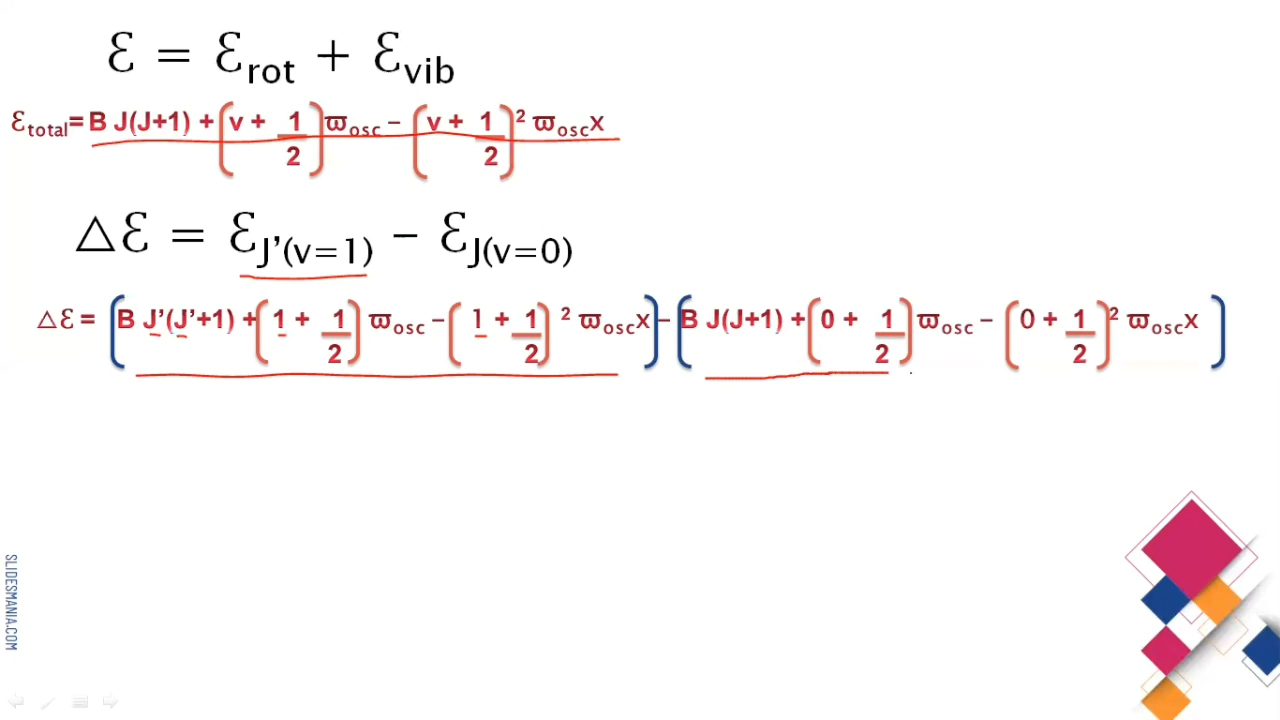 ℰ = ℰrot + ℰvib
ℰtotal= B J(J+1) + (v + 1/2) ϖosc – (v + 1/2)² ϖoscx
△ℰ = ℰJ’(v=1) – ℰJ(v=0)
△ℰ = (B J’(J’+1) + (1 + 1/2) ϖosc – (1 + 1/2)² ϖoscx) – (B J(J+1) + (0 + 1/2) ϖosc – (0 + 1/2)² ϖoscx)
SLIDESMANIA.COM